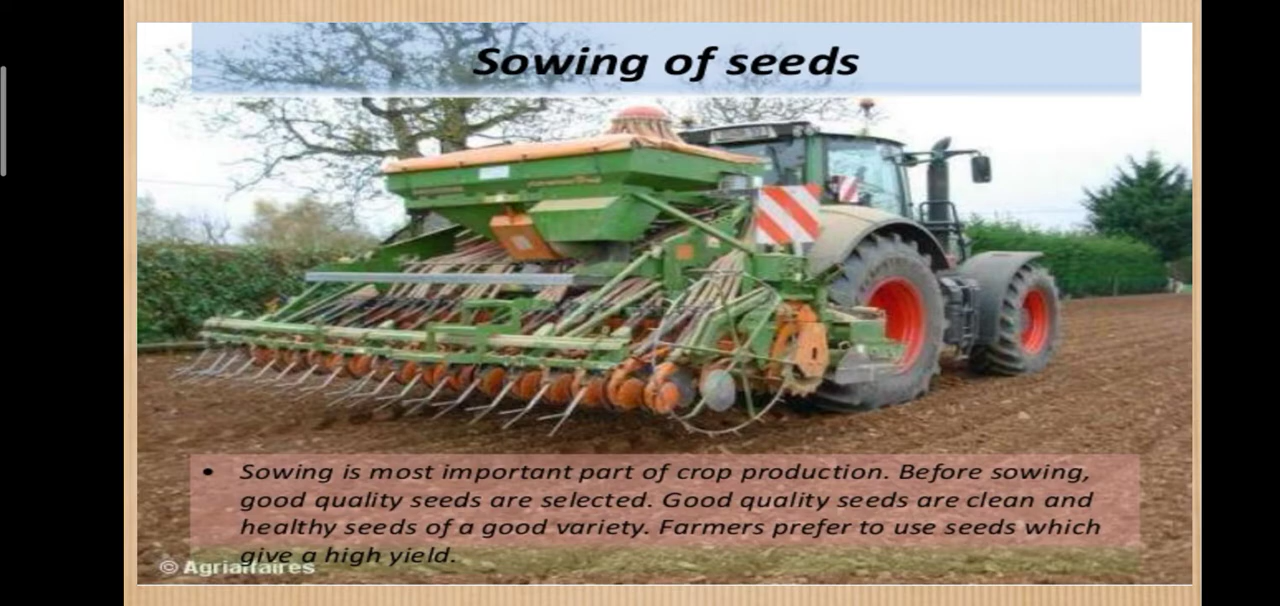 Sowing of seeds
• Sowing is most important part of crop production. Before sowing,
good quality seeds are selected. Good quality seeds are clean and
healthy seeds of a good variety. Farmers prefer to use seeds which
give a high yield.
© Agriaffaires